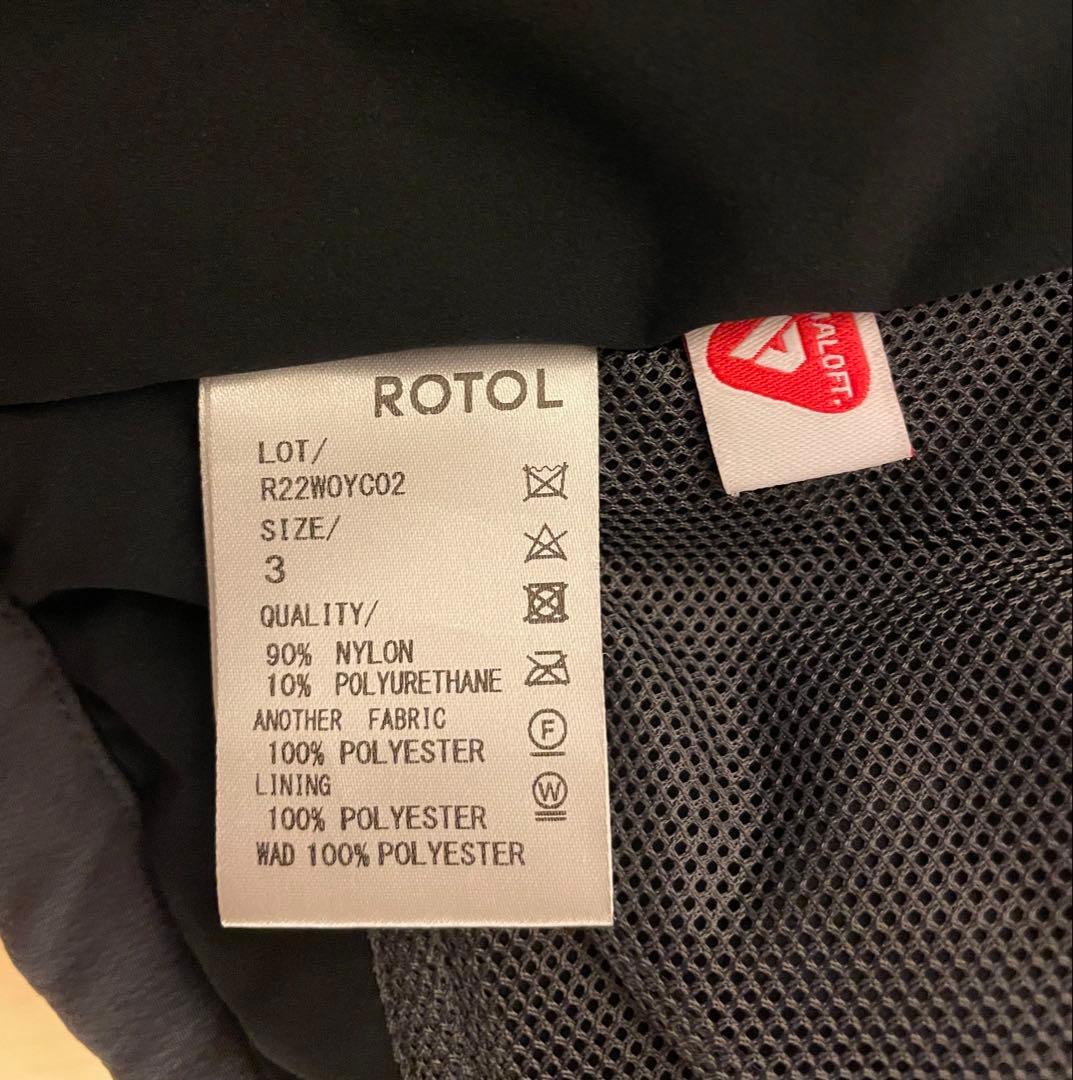 ROTOL
LOT/
R22WOYC02
SIZE/
3
QUALITY/
90% NYLON
10% POLYURETHANE
ANOTHER FABRIC
100% POLYESTER
LINING
100% POLYESTER
WAD 100% POLYESTER
F
W
ALOFT.